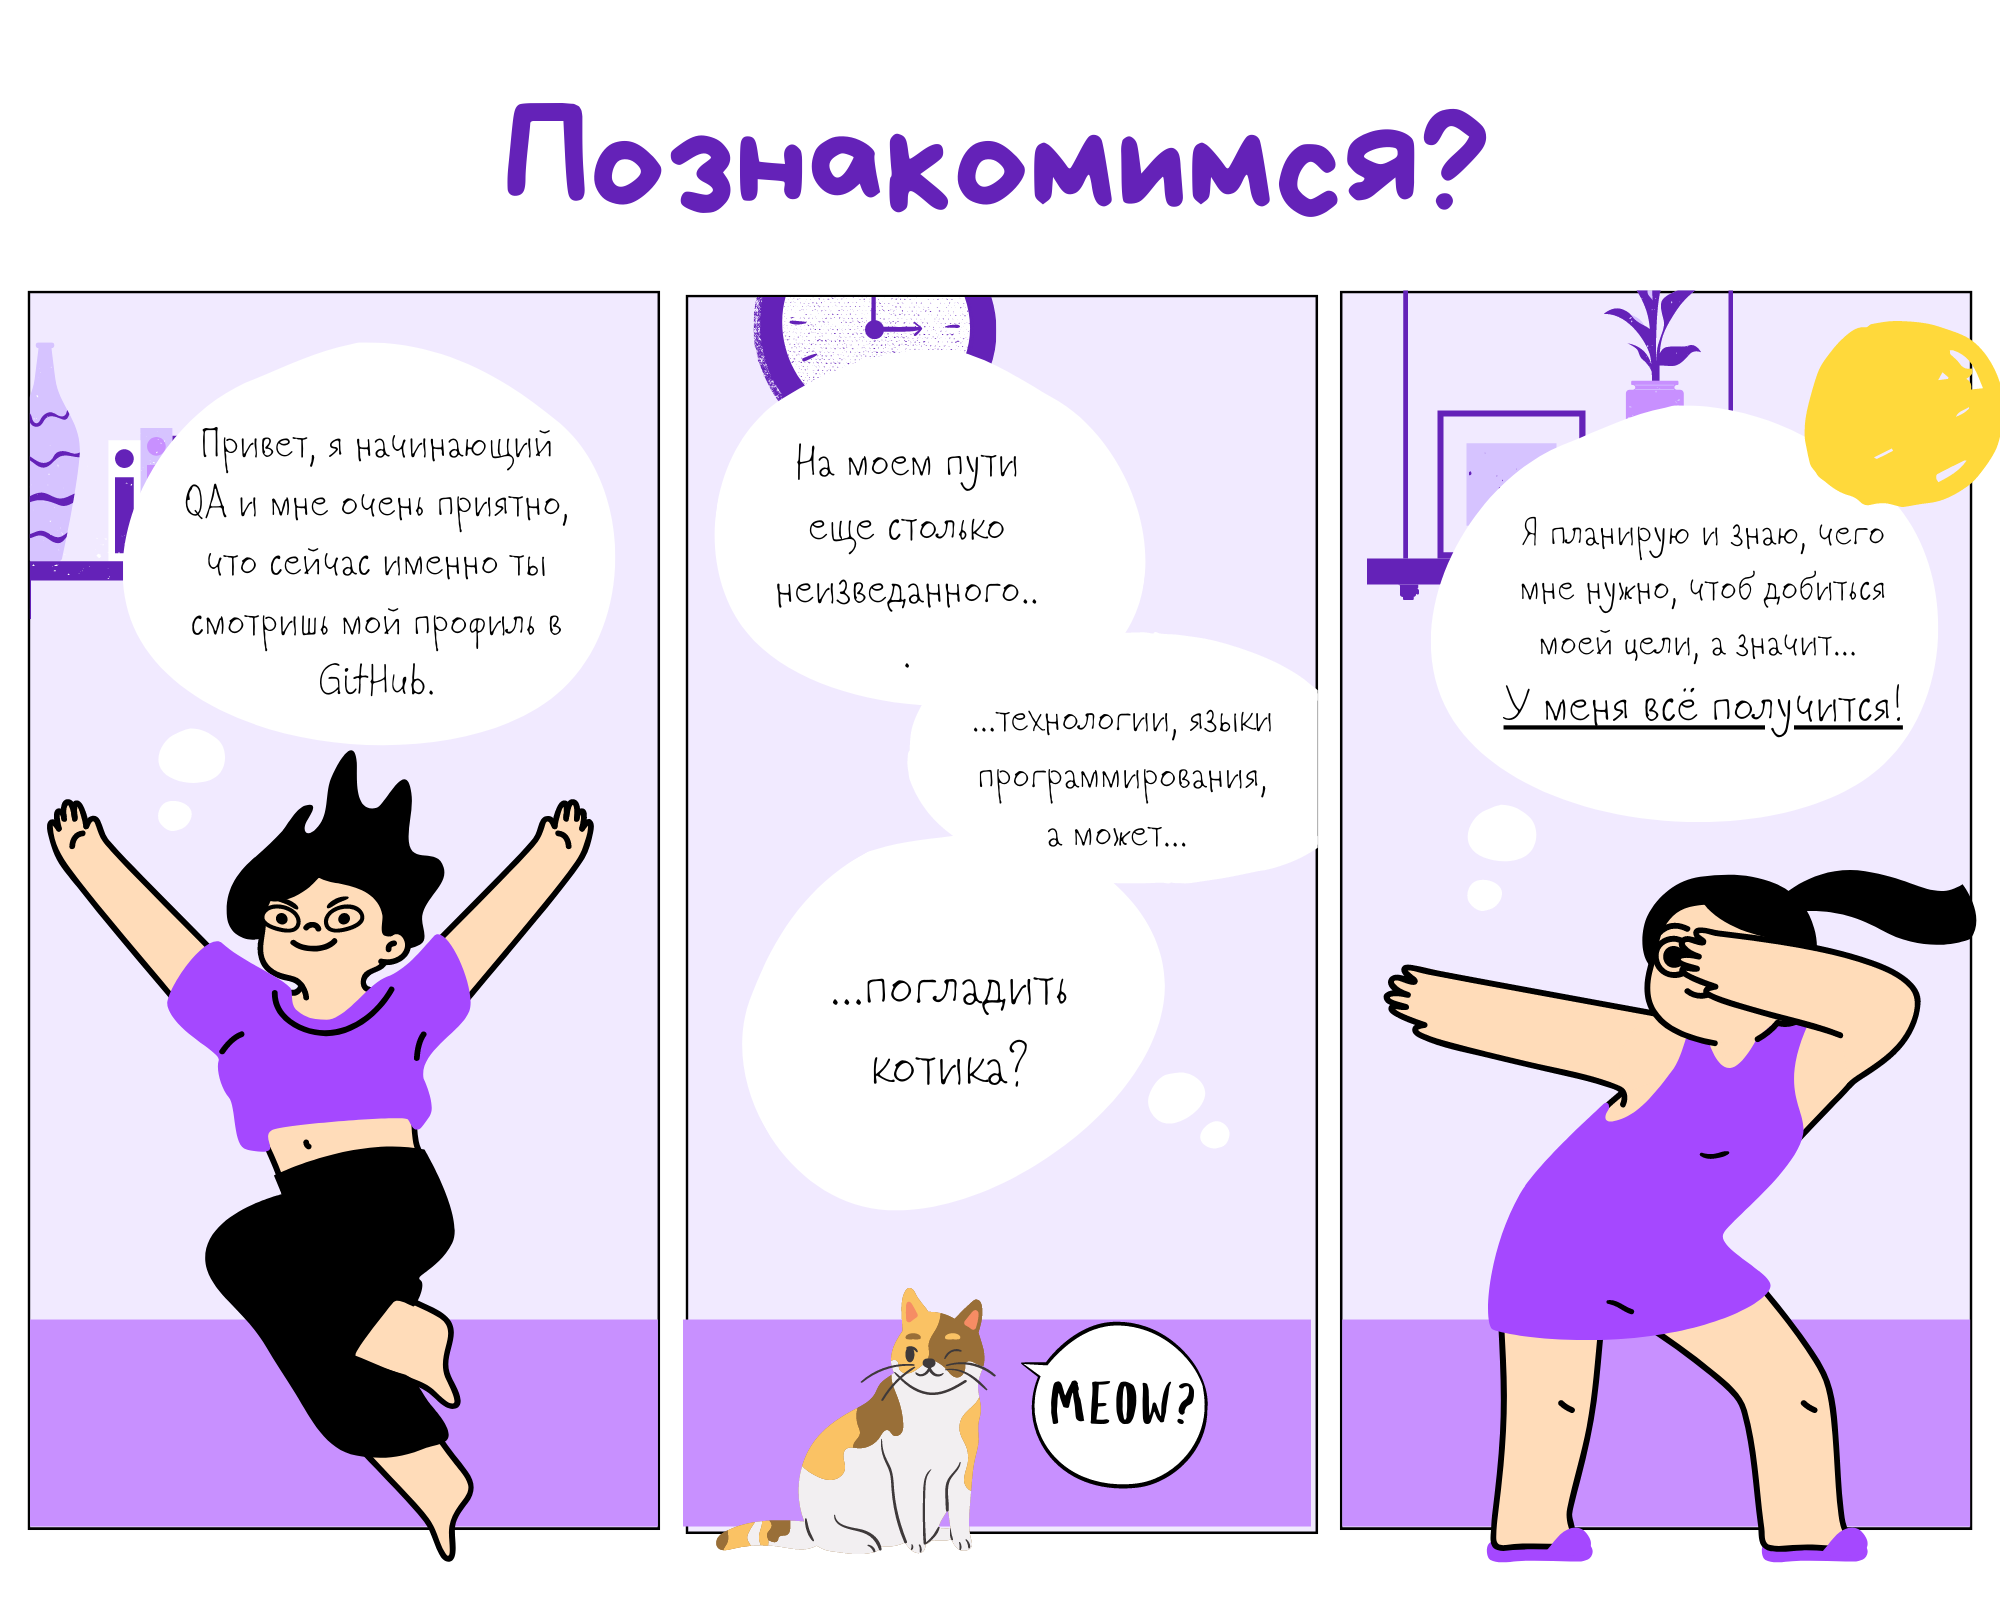 Познакомимся?
Привет, я начинающий
QA и мне очень приятно,
что сейчас именно ты
смотришь мой профиль в
GitHub.
На моем пути
еще столько
неизведанного..
.
...технологии, языки
программирования,
а может...
...погладить
котика?
MEOW?
Я планирую и знаю, чего
мне нужно, чтоб добиться
моей цели, а значит...
У меня всё получится!